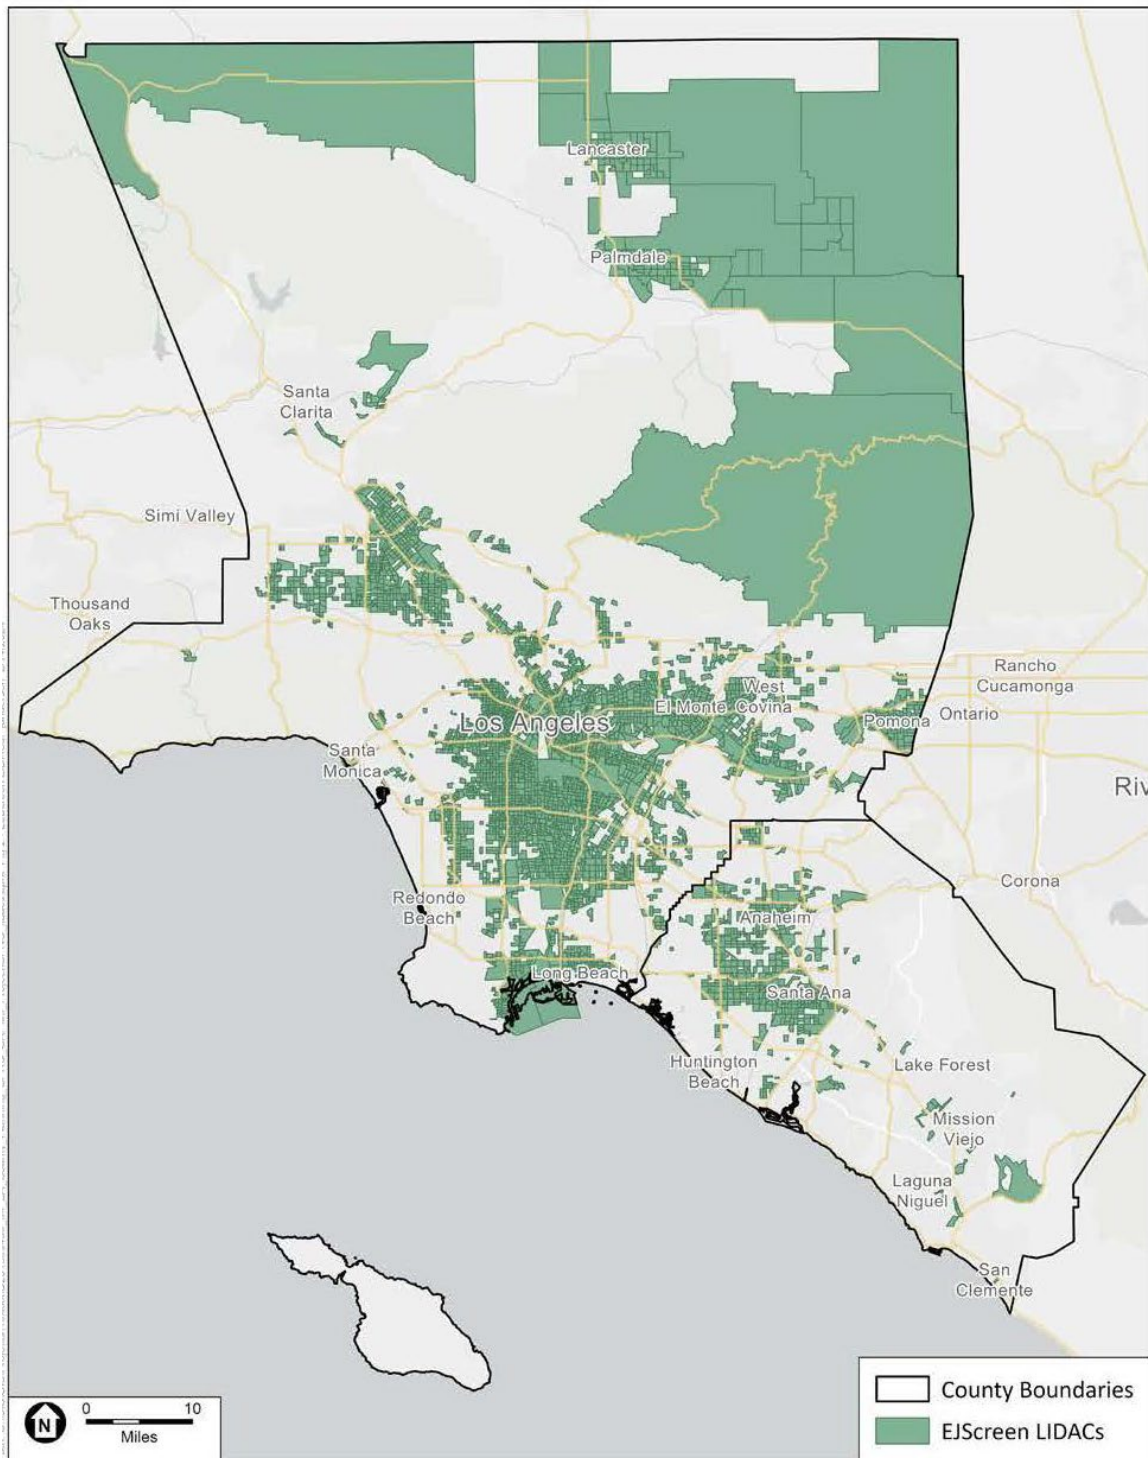 Lancaster
Palmdale
Santa
Clarita
Simi Valley
Thousand
Oaks
Rancho
Cucamonga
West
Covina
El Monte
Pomona
Ontario
Los Angeles
Santa
Monica
Riv
Corona
Redondo
Beach
Anaheim
Long Beach
Santa Ana
Huntington
Beach
Lake Forest
Mission
Viejo
Laguna
Niguel
San
Clemente
N
0 10
Miles
County Boundaries
EJScreen LIDACs